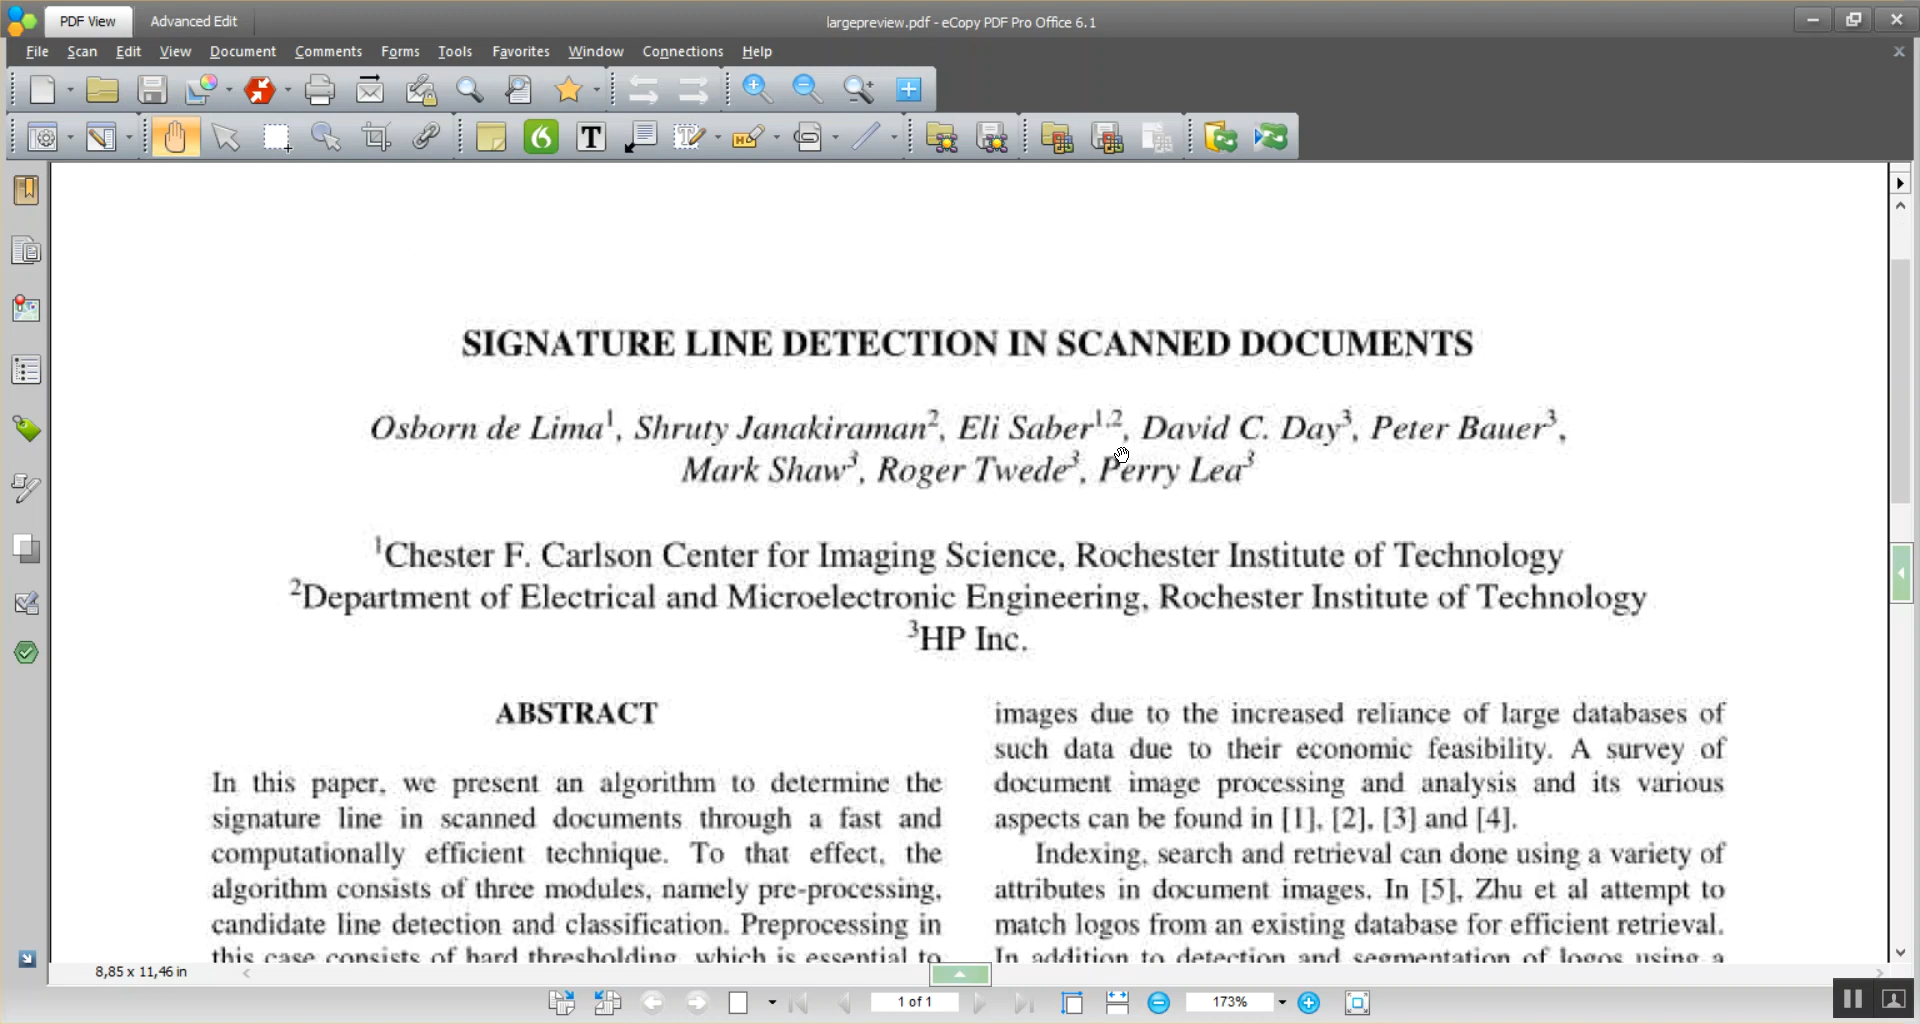 PDF View Advanced Edit largepreview.pdf - eCopy PDF Pro Office 6.1
File Scan Edit View Document Comments Forms Tools Favorites Window Connections Help
SIGNATURE LINE DETECTION IN SCANNED DOCUMENTS
Osborn de Lima¹, Shruty Janakiraman², Eli Saber¹,², David C. Day³, Peter Bauer³,
Mark Shaw³, Roger Twede³, Perry Lea³
¹Chester F. Carlson Center for Imaging Science, Rochester Institute of Technology
²Department of Electrical and Microelectronic Engineering, Rochester Institute of Technology
³HP Inc.
ABSTRACT
In this paper, we present an algorithm to determine the
signature line in scanned documents through a fast and
computationally efficient technique. To that effect, the
algorithm consists of three modules, namely pre-processing,
candidate line detection and classification. Preprocessing in
this case consists of hard thresholding, which is essential to
images due to the increased reliance of large databases of
such data due to their economic feasibility. A survey of
document image processing and analysis and its various
aspects can be found in [1], [2], [3] and [4].
Indexing, search and retrieval can done using a variety of
attributes in document images. In [5], Zhu et al attempt to
match logos from an existing database for efficient retrieval.
In addition to detection and segmentation of logos using a
8,85 x 11,46 in
1 of 1 173%